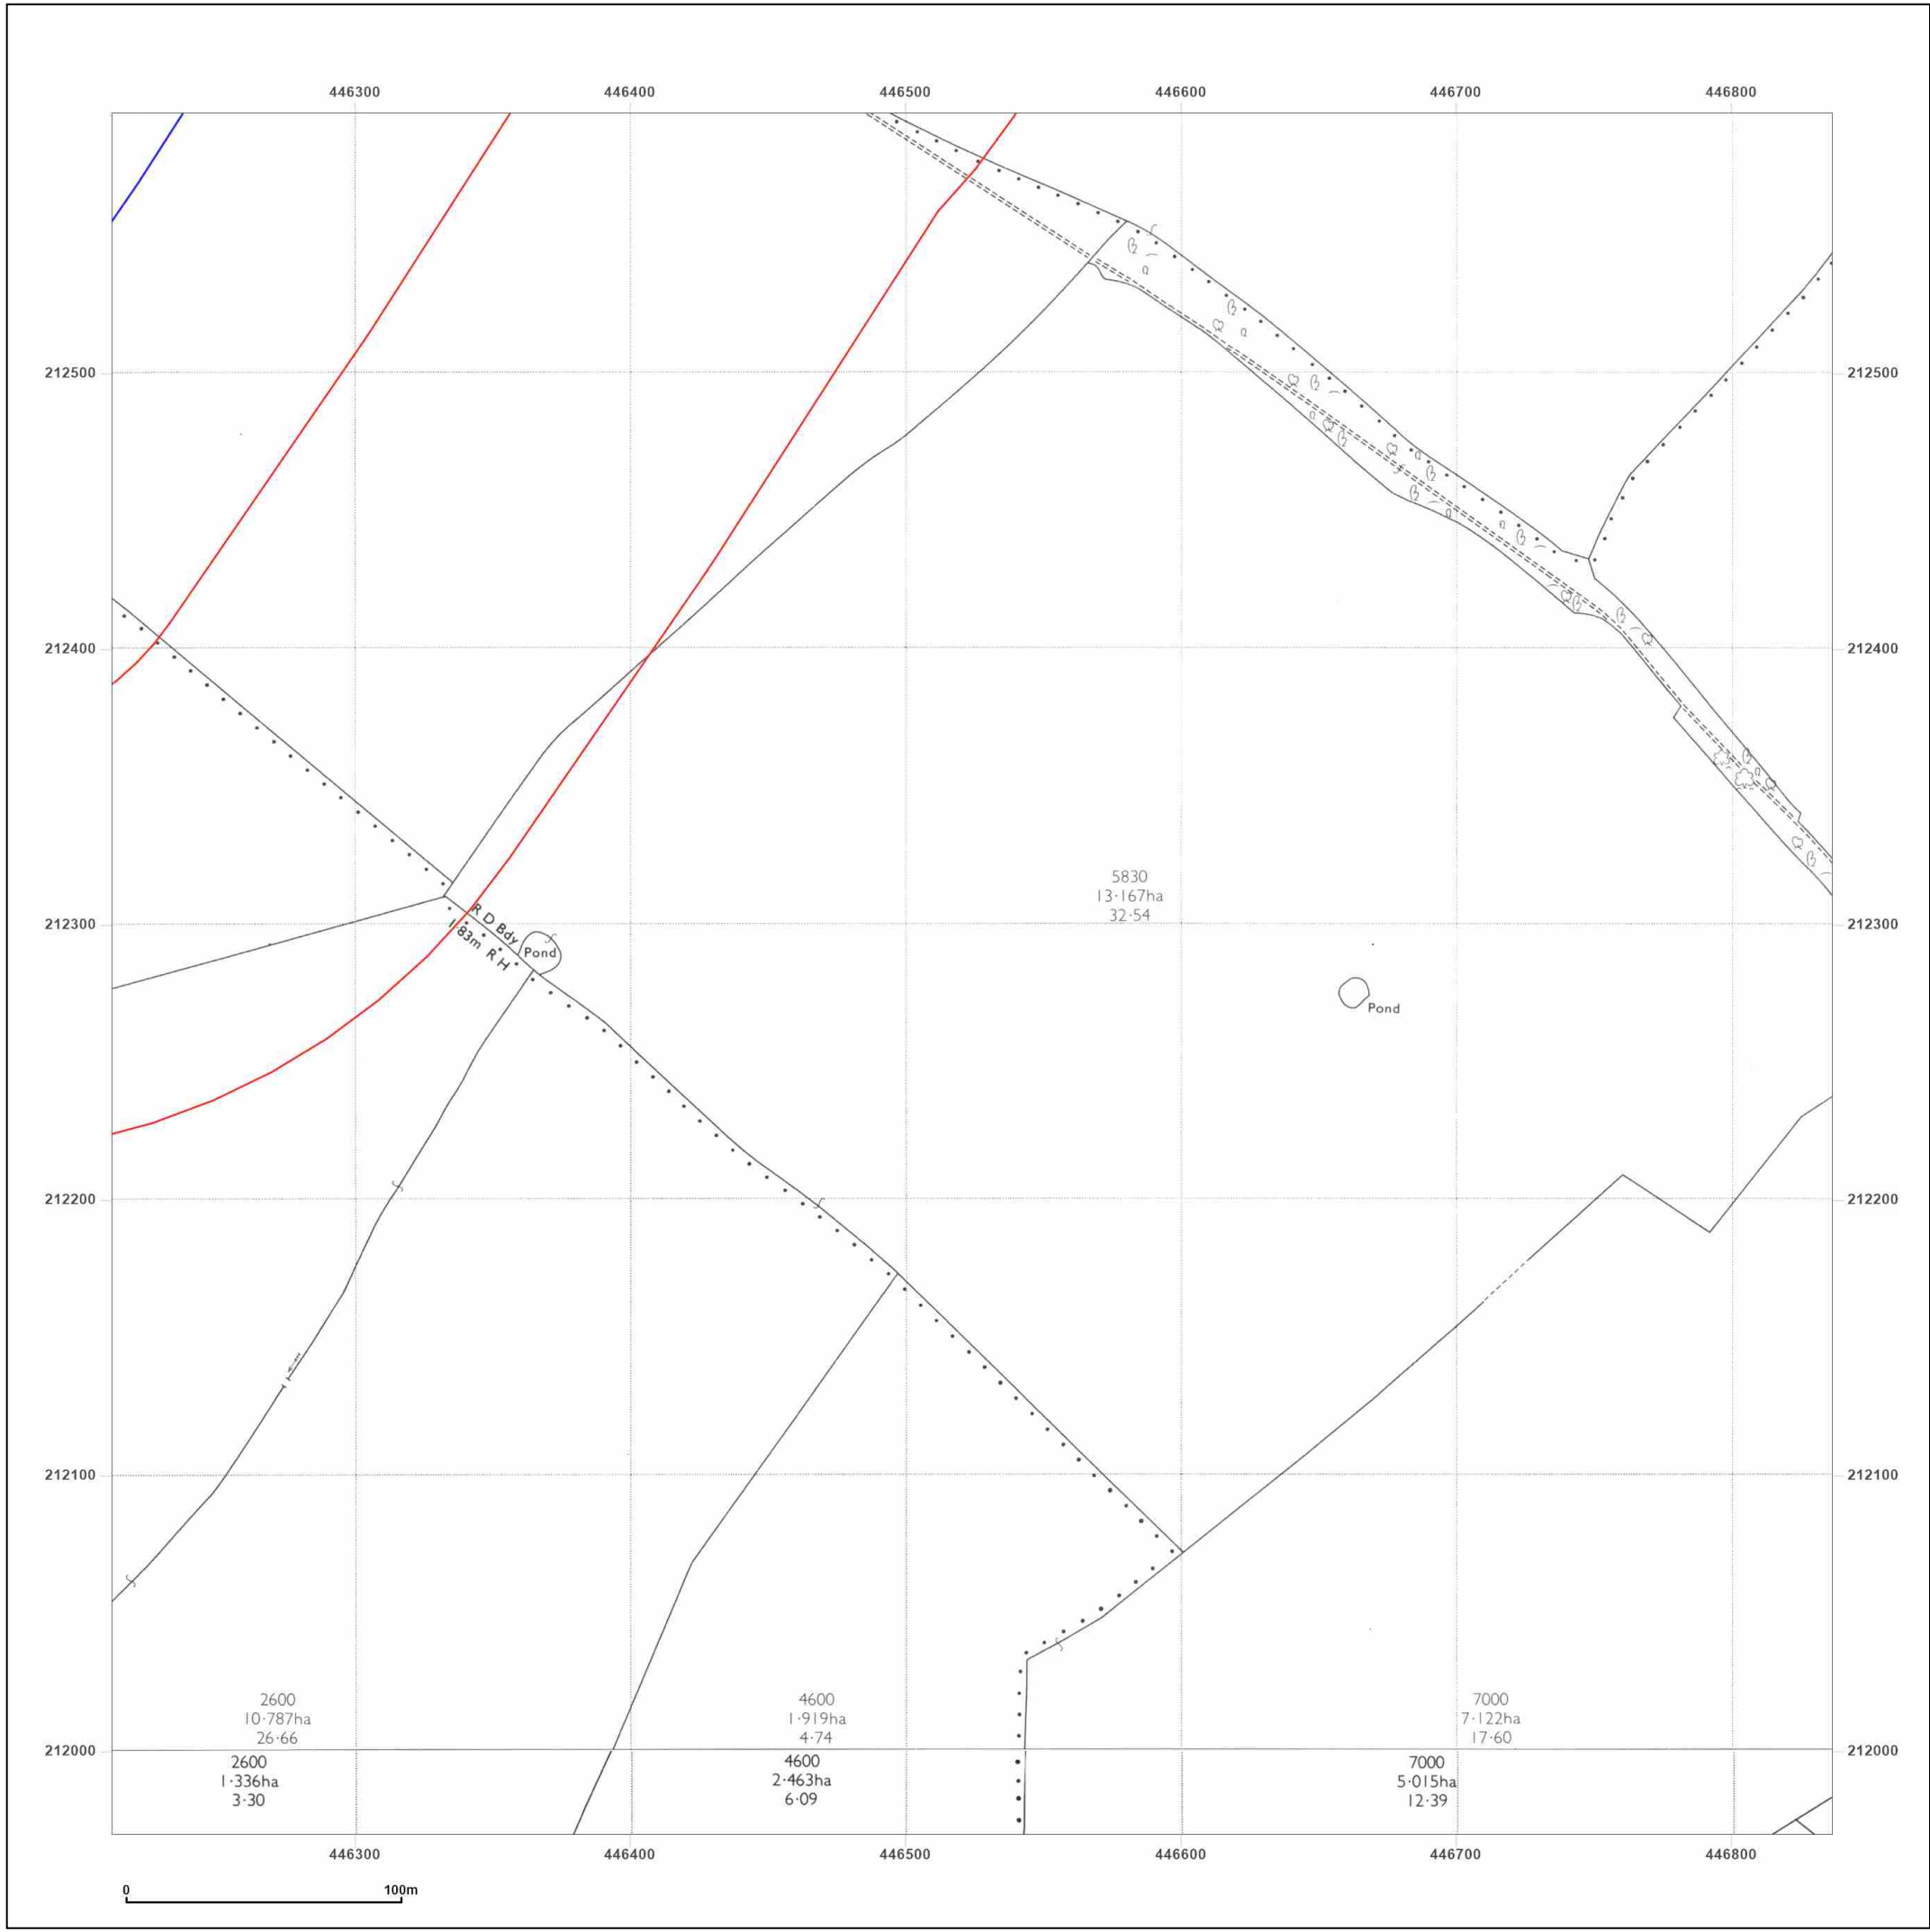 446300 446400 446500 446600 446700 446800
212500 212500
212400 212400
5830
13·167ha
32·54
212300 212300
R D Bdy
1·83m R H
Pond
Pond
212200 212200
212100 212100
2600 4600 7000
10·787ha 1·919ha 7·122ha
26·66 4·74 17·60
212000 212000
2600 4600 7000
1·336ha 2·463ha 5·015ha
3·30 6·09 12·39
446300 446400 446500 446600 446700 446800
0 100m